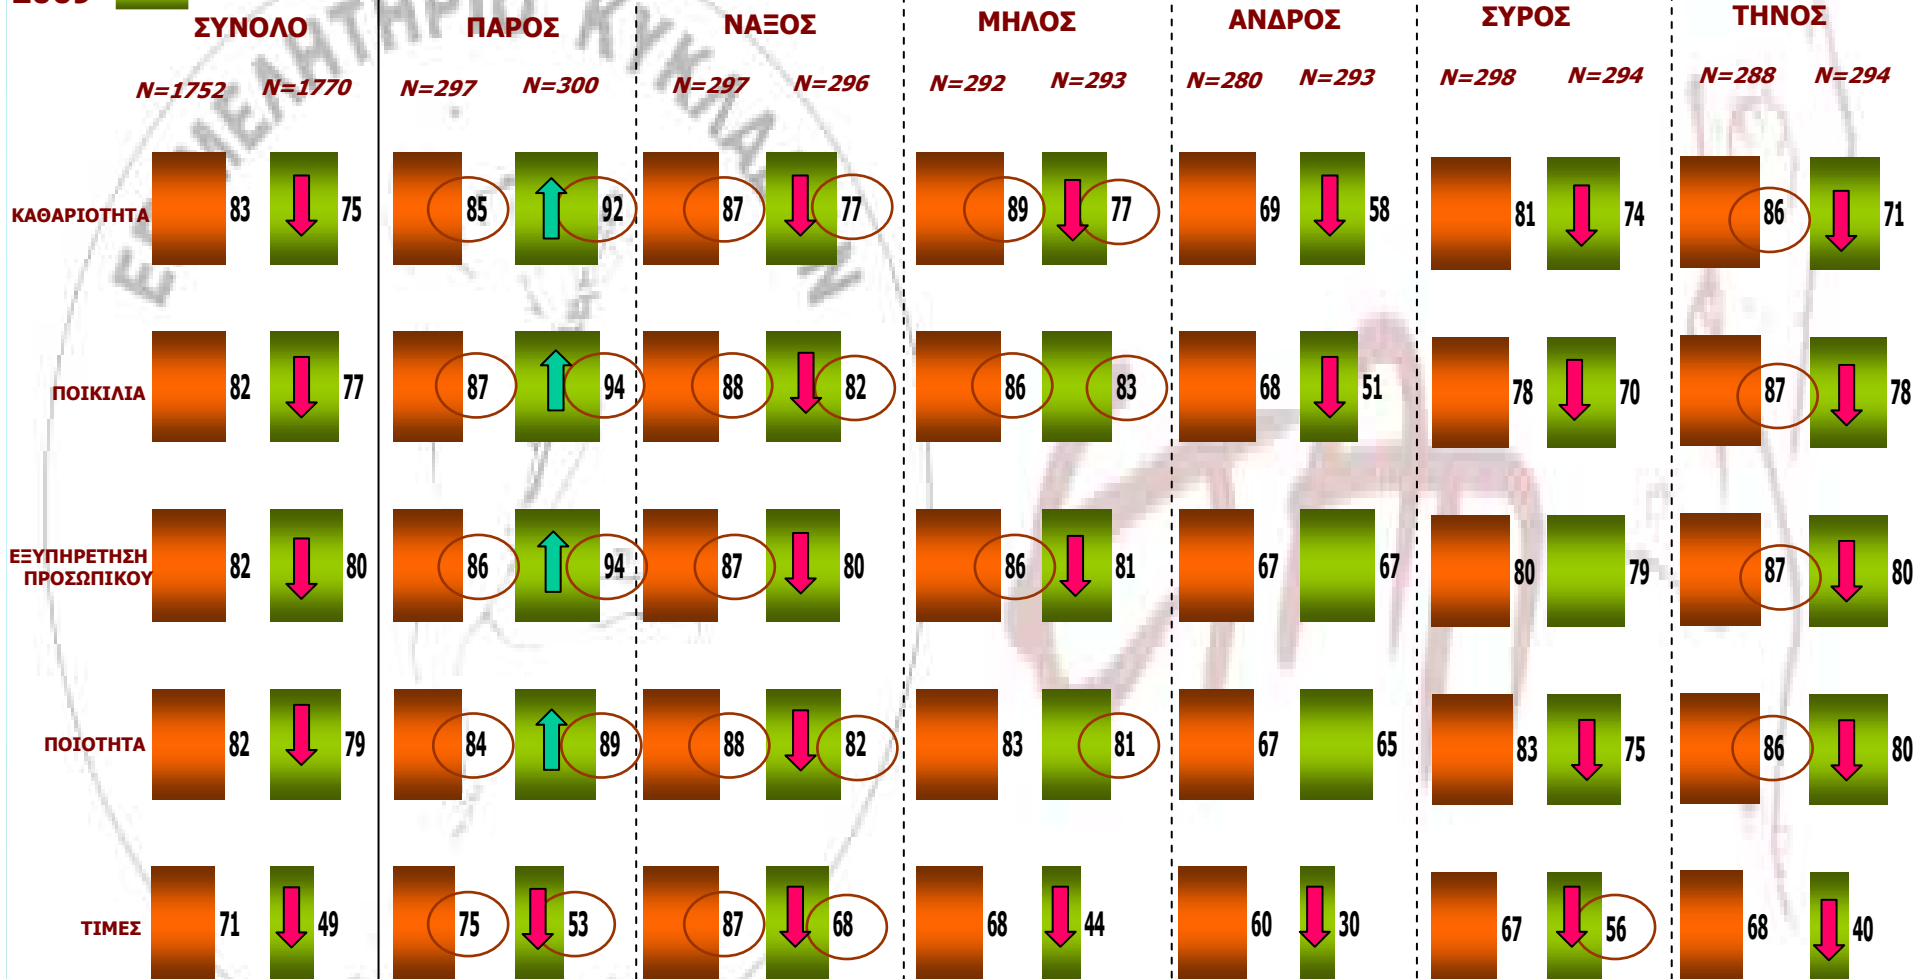 2009
ΣΥΝΟΛΟ ΠΑΡΟΣ ΝΑΞΟΣ ΜΗΛΟΣ ΑΝΔΡΟΣ ΣΥΡΟΣ ΤΗΝΟΣ
N=1752 N=1770 N=297 N=300 N=297 N=296 N=292 N=293 N=280 N=293 N=298 N=294 N=288 N=294
ΚΑΘΑΡΙΟΤΗΤΑ 83 75 85 92 87 77 89 77 69 58 81 74 86 71
ΠΟΙΚΙΛΙΑ 82 77 87 94 88 82 86 83 68 51 78 70 87 78
ΕΞΥΠΗΡΕΤΗΣΗ
ΠΡΟΣΩΠΙΚΟΥ 82 80 86 94 87 80 86 81 67 67 80 79 87 80
ΠΟΙΟΤΗΤΑ 82 79 84 89 88 82 83 81 67 65 83 75 86 80
ΤΙΜΕΣ 71 49 75 53 87 68 68 44 60 30 67 56 68 40